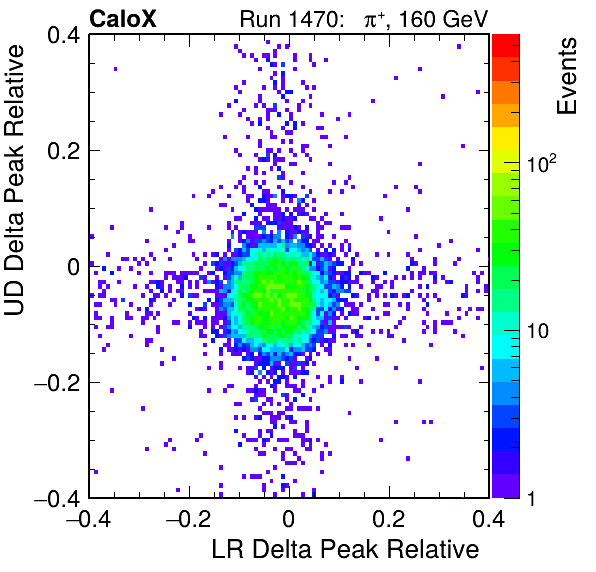 CaloX Run 1470: π⁺, 160 GeV
Events
UD Delta Peak Relative
0.4
0.2
0
−0.2
−0.4
−0.4 −0.2 0 0.2 0.4
LR Delta Peak Relative
10²
10
1